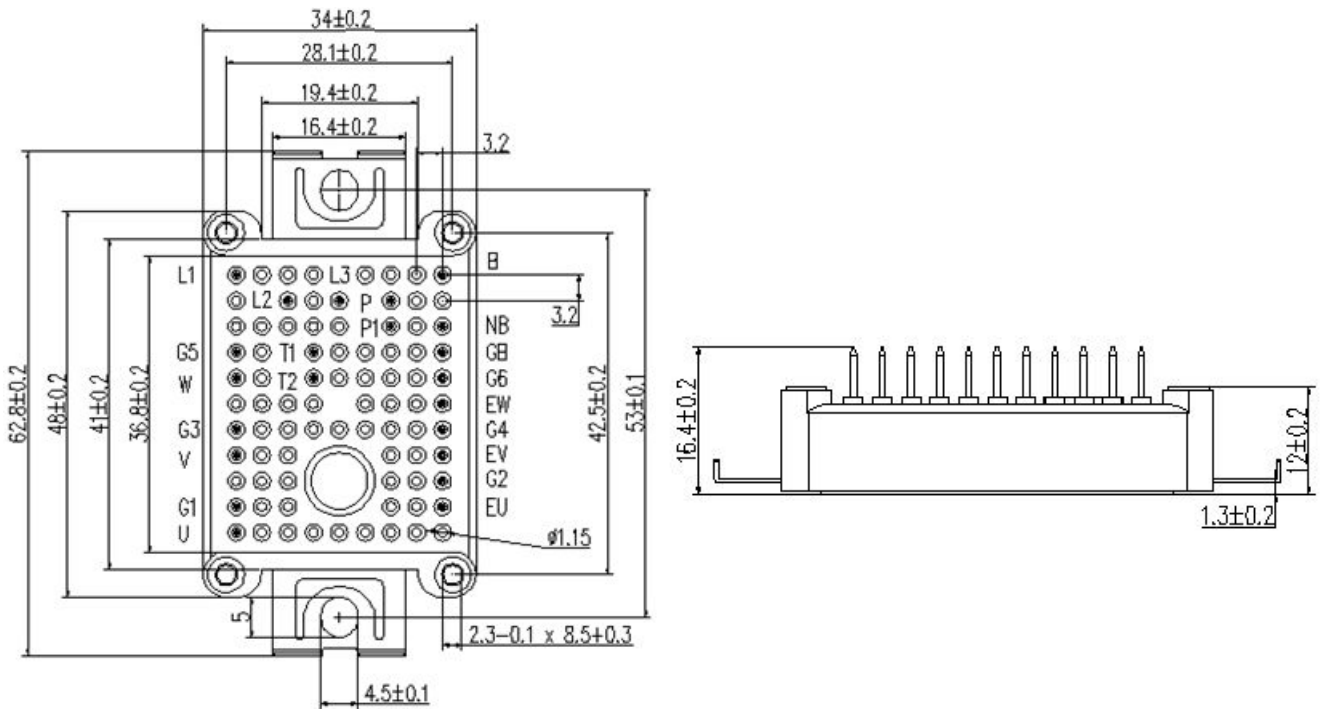 34±0.2
28.1±0.2
19.4±0.2
16.4±0.2
3.2
L1 L3 B
L2 P
3.2
P1 NB
G5 T1 GB
W T2 G6
EW
G3 G4
V EV
G2
G1 EU
U
ø1.15
62.8±0.2
48±0.2
41±0.2
36.8±0.2
42.5±0.2
53±0.1
5
2.3-0.1 x 8.5+0.3
4.5±0.1
16.4±0.2
12±0.2
1.3±0.2